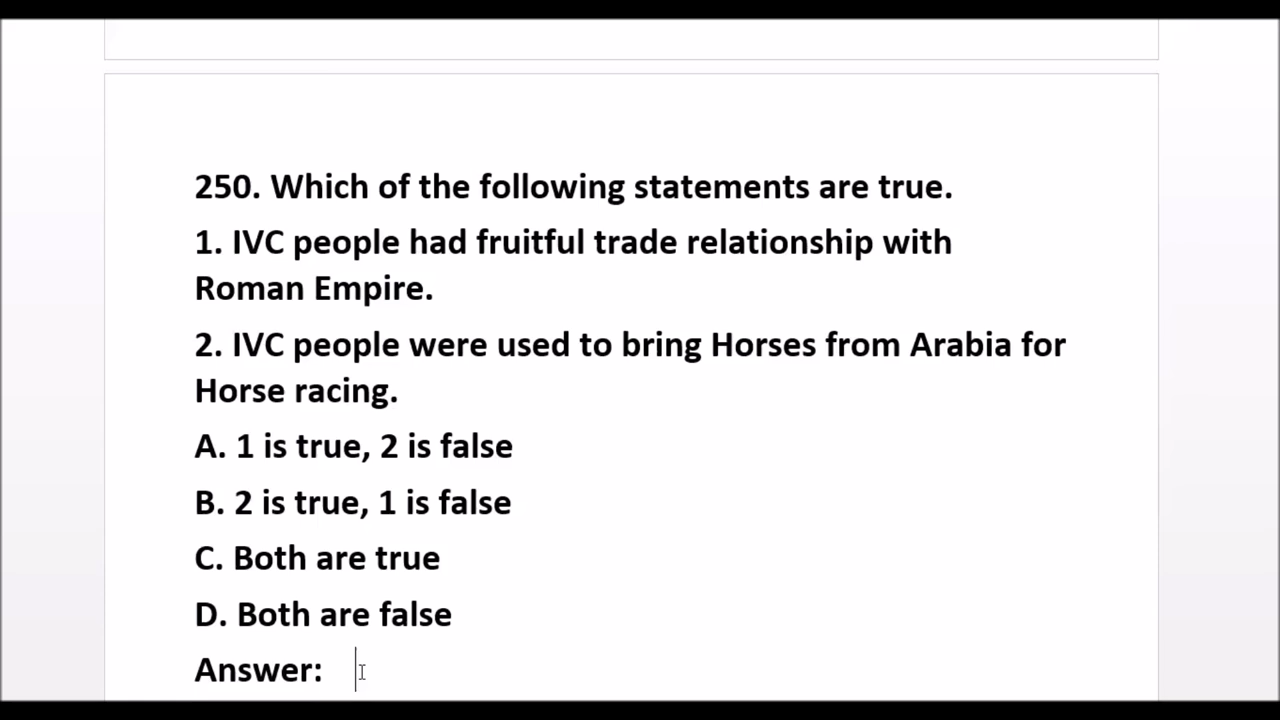 250. Which of the following statements are true.
1. IVC people had fruitful trade relationship with
Roman Empire.
2. IVC people were used to bring Horses from Arabia for
Horse racing.
A. 1 is true, 2 is false
B. 2 is true, 1 is false
C. Both are true
D. Both are false
Answer: